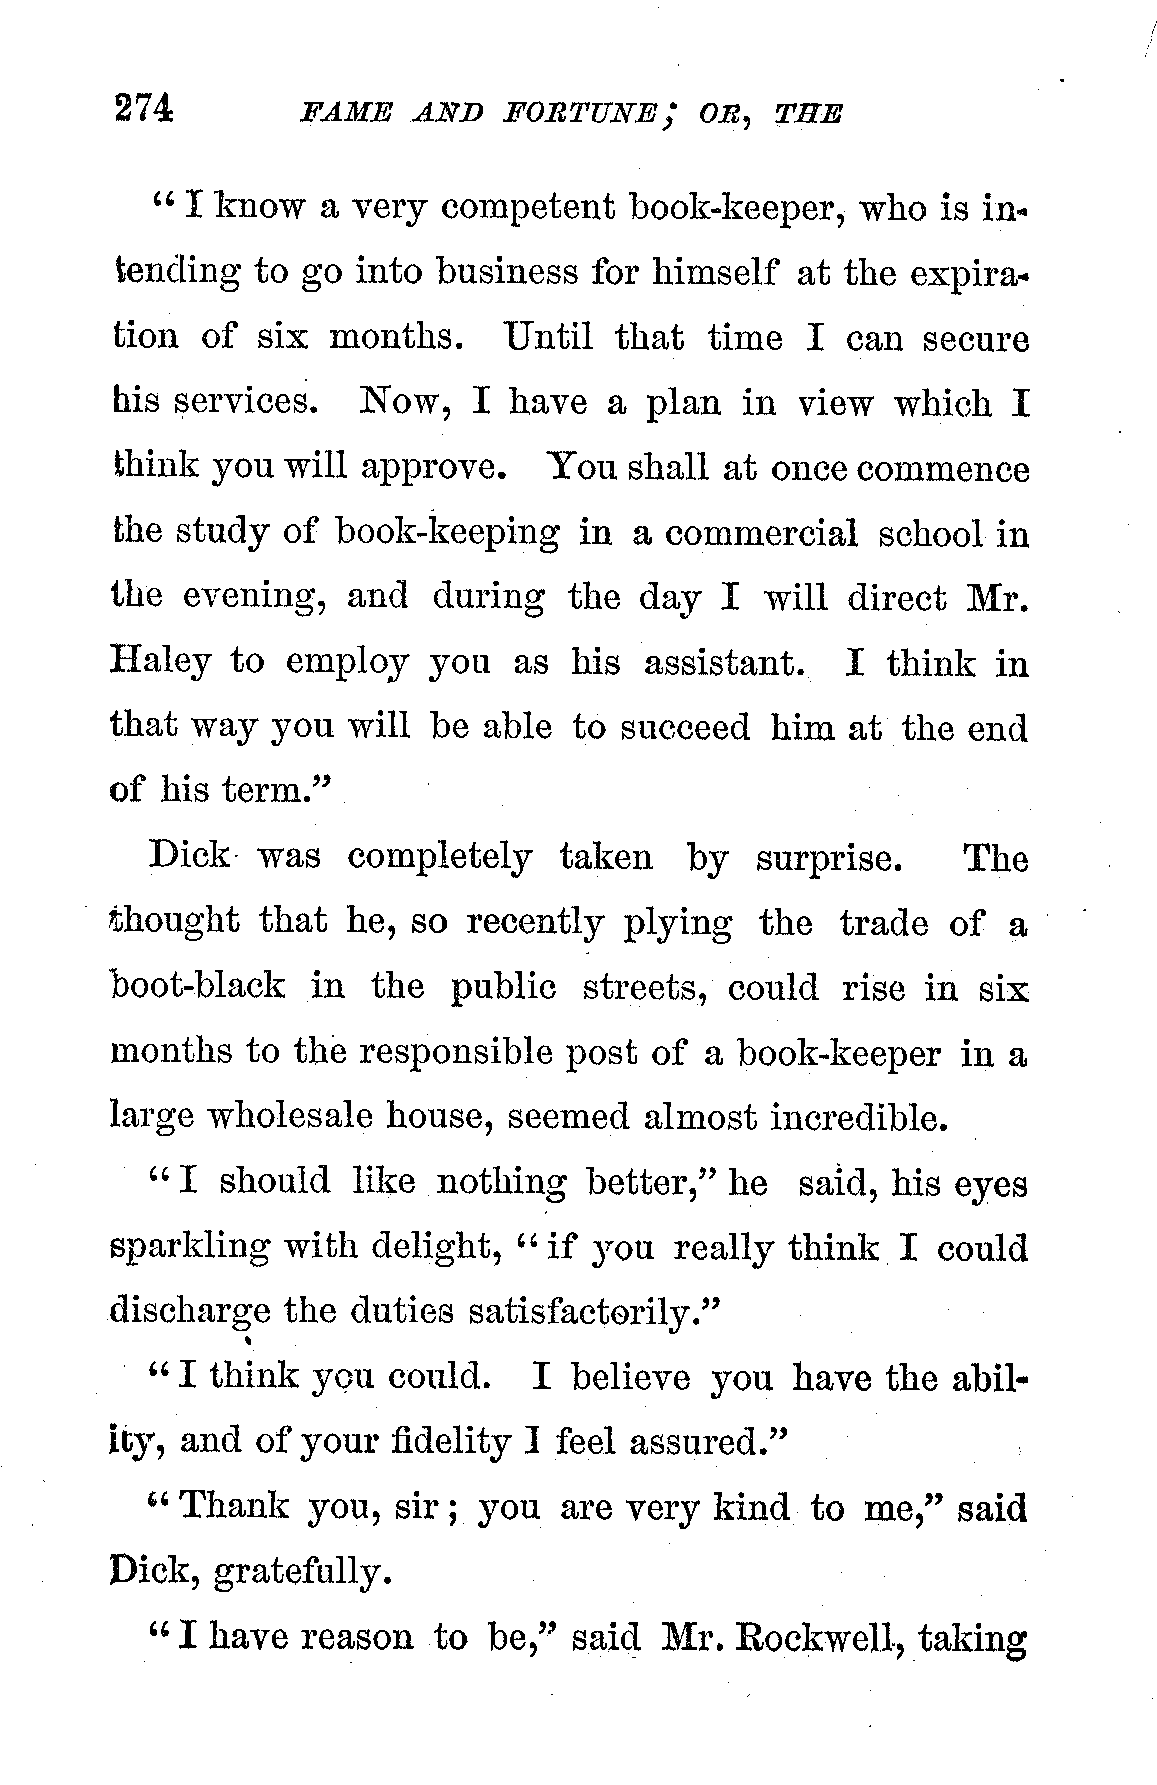 274 FAME AND FORTUNE; OR, THE
“I know a very competent book-keeper, who is in-
tending to go into business for himself at the expira-
tion of six months. Until that time I can secure
his services. Now, I have a plan in view which I
think you will approve. You shall at once commence
the study of book-keeping in a commercial school in
the evening, and during the day I will direct Mr.
Haley to employ you as his assistant. I think in
that way you will be able to succeed him at the end
of his term.”
Dick was completely taken by surprise. The
thought that he, so recently plying the trade of a
boot-black in the public streets, could rise in six
months to the responsible post of a book-keeper in a
large wholesale house, seemed almost incredible.
“I should like nothing better,” he said, his eyes
sparkling with delight, “if you really think I could
discharge the duties satisfactorily.”
“I think you could. I believe you have the abil-
ity, and of your fidelity I feel assured.”
“Thank you, sir; you are very kind to me,” said
Dick, gratefully.
“I have reason to be,” said Mr. Rockwell, taking